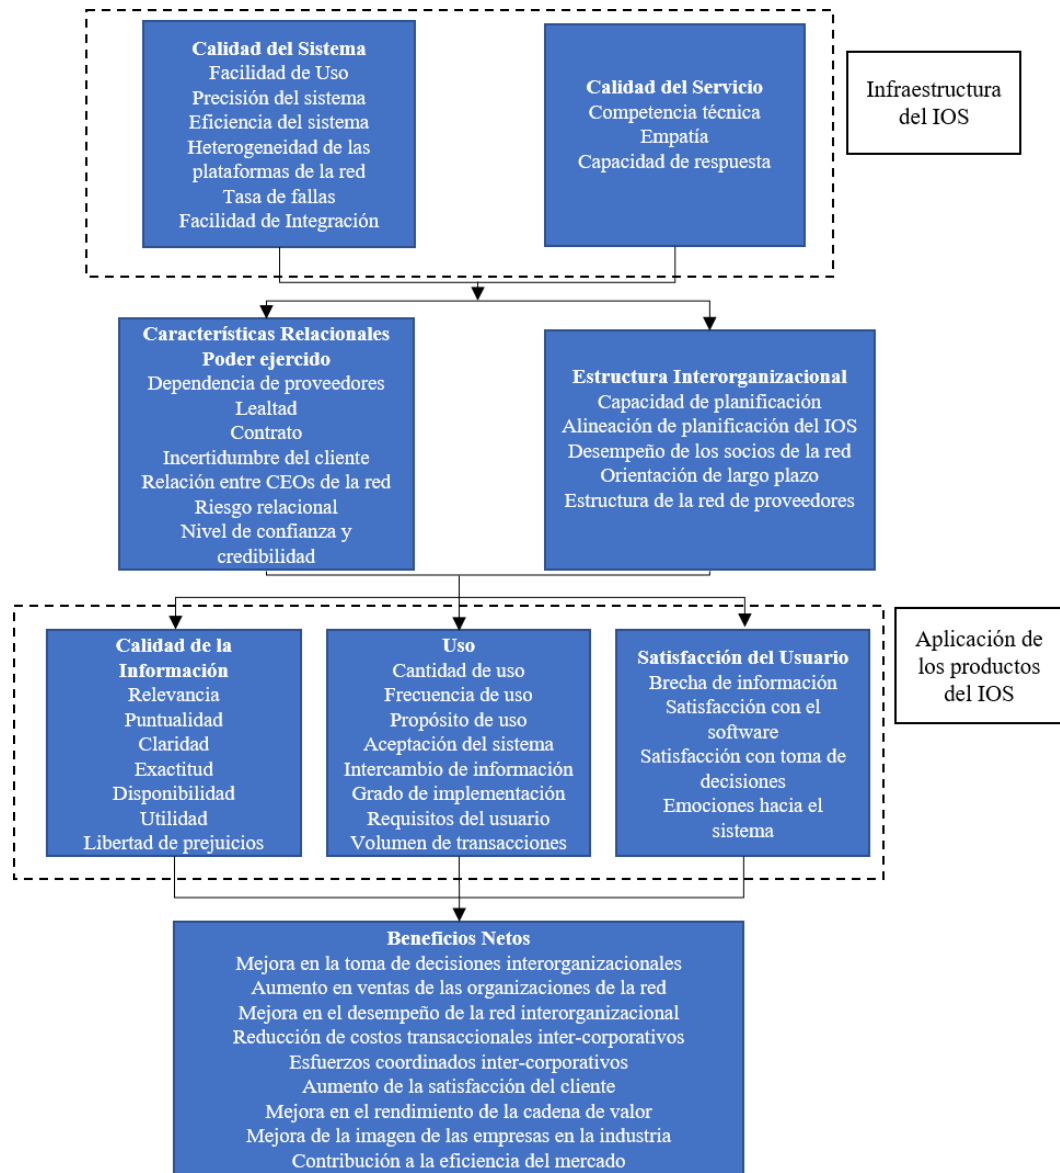 Calidad del Sistema
Facilidad de Uso
Precisión del sistema
Eficiencia del sistema
Heterogeneidad de las
plataformas de la red
Tasa de fallas
Facilidad de Integración
Calidad del Servicio
Competencia técnica
Empatía
Capacidad de respuesta
Infraestructura
del IOS
Características Relacionales
Poder ejercido
Dependencia de proveedores
Lealtad
Contrato
Incertidumbre del cliente
Relación entre CEOs de la red
Riesgo relacional
Nivel de confianza y
credibilidad
Estructura Interorganizacional
Capacidad de planificación
Alineación de planificación del IOS
Desempeño de los socios de la red
Orientación de largo plazo
Estructura de la red de proveedores
Calidad de la
Información
Relevancia
Puntualidad
Claridad
Exactitud
Disponibilidad
Utilidad
Libertad de prejuicios
Uso
Cantidad de uso
Frecuencia de uso
Propósito de uso
Aceptación del sistema
Intercambio de información
Grado de implementación
Requisitos del usuario
Volumen de transacciones
Satisfacción del Usuario
Brecha de información
Satisfacción con el
software
Satisfacción con toma de
decisiones
Emociones hacia el
sistema
Aplicación de
los productos
del IOS
Beneficios Netos
Mejora en la toma de decisiones interorganizacionales
Aumento en ventas de las organizaciones de la red
Mejora en el desempeño de la red interorganizacional
Reducción de costos transaccionales inter-corporativos
Esfuerzos coordinados inter-corporativos
Aumento de la satisfacción del cliente
Mejora en el rendimiento de la cadena de valor
Mejora de la imagen de las empresas en la industria
Contribución a la eficiencia del mercado